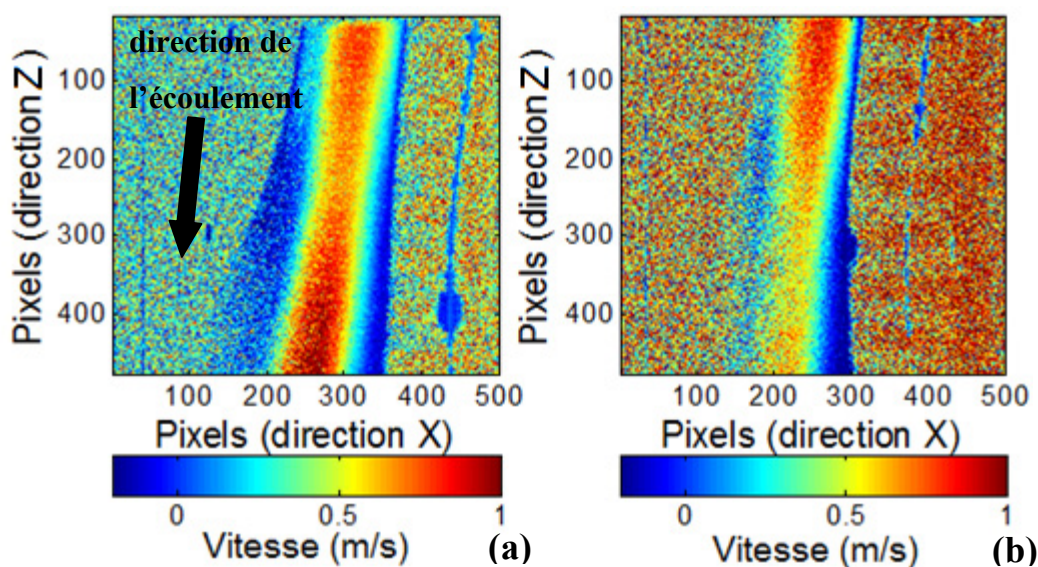 direction de
l'écoulement
Pixels (direction Z)
100
200
300
400
100 200 300 400 500
Pixels (direction X)
0 0.5 1
Vitesse (m/s)
(a)
Pixels (direction Z)
100
200
300
400
100 200 300 400 500
Pixels (direction X)
0 0.5 1
Vitesse (m/s)
(b)